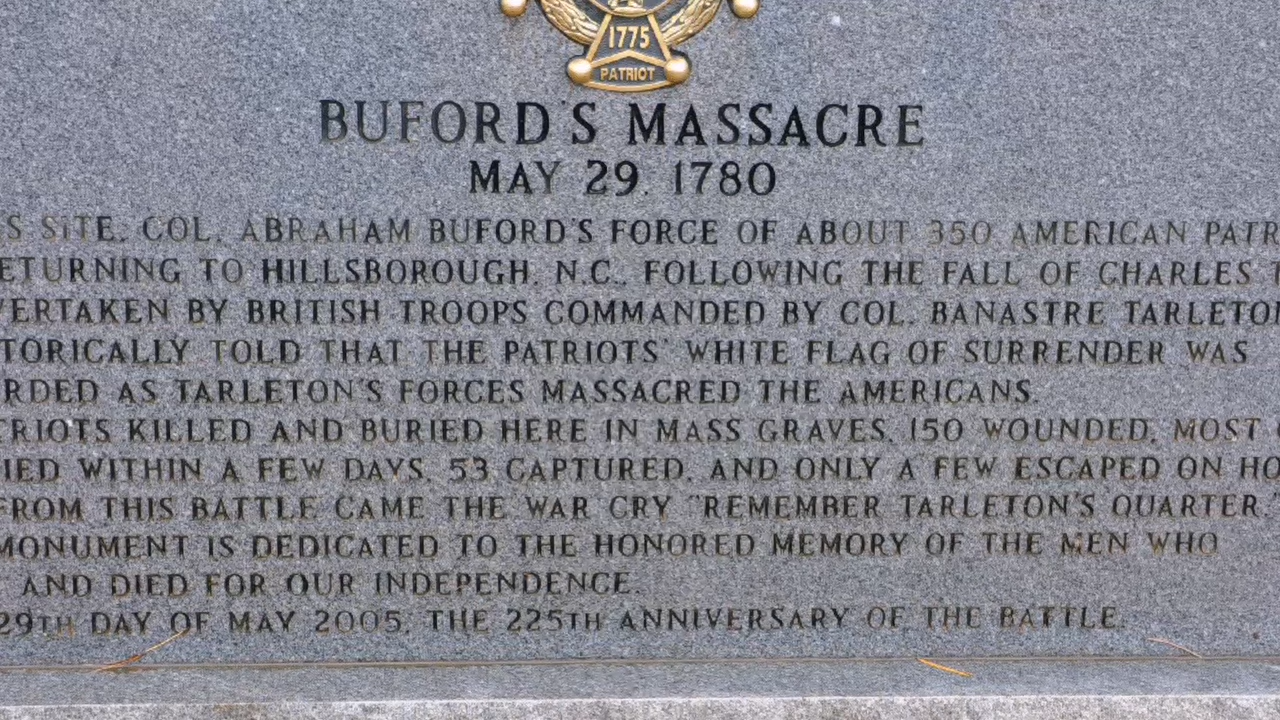 1775
PATRIOT
BUFORD'S MASSACRE
MAY 29, 1780
S SITE, COL. ABRAHAM BUFORD'S FORCE OF ABOUT 350 AMERICAN PATR
ETURNING TO HILLSBOROUGH, N.C., FOLLOWING THE FALL OF CHARLES T
VERTAKEN BY BRITISH TROOPS COMMANDED BY COL. BANASTRE TARLETON
TORICALLY TOLD THAT THE PATRIOTS' WHITE FLAG OF SURRENDER WAS
RDED AS TARLETON'S FORCES MASSACRED THE AMERICANS.
TRIOTS KILLED AND BURIED HERE IN MASS GRAVES, 150 WOUNDED, MOST
IED WITHIN A FEW DAYS, 53 CAPTURED, AND ONLY A FEW ESCAPED ON HO
FROM THIS BATTLE CAME THE WAR CRY "REMEMBER TARLETON'S QUARTER."
MONUMENT IS DEDICATED TO THE HONORED MEMORY OF THE MEN WHO
AND DIED FOR OUR INDEPENDENCE.
29TH DAY OF MAY 2005, THE 225TH ANNIVERSARY OF THE BATTLE.